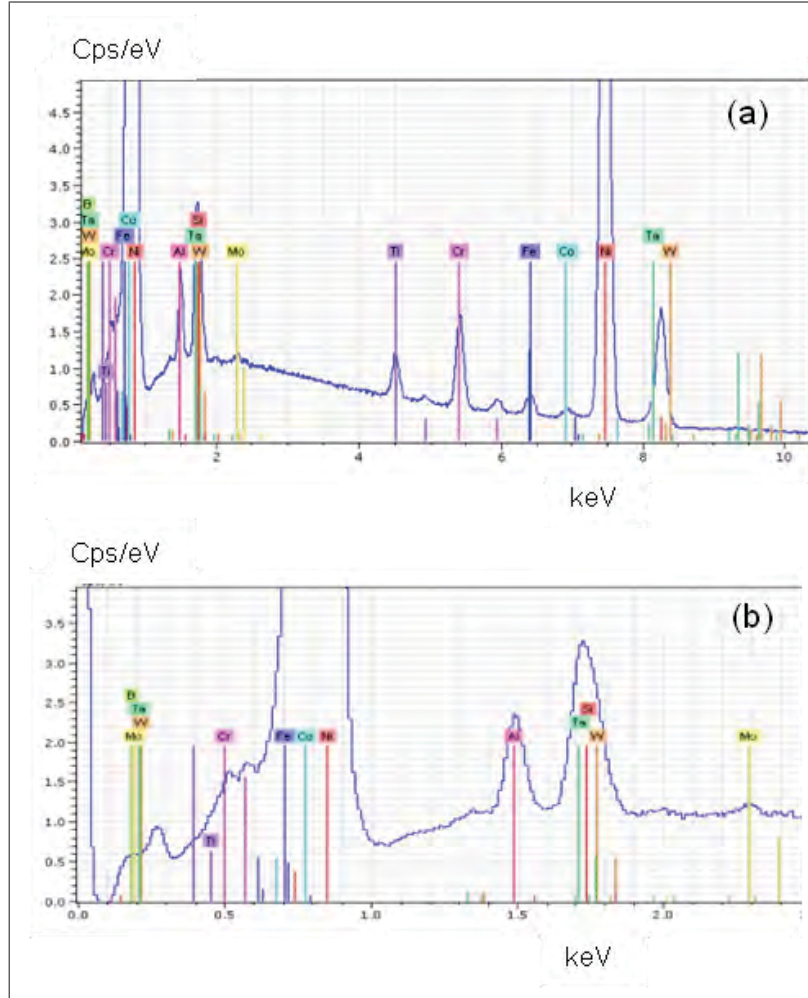 Cps/eV
(a)
4.5
4.0
3.5
3.0
2.5
2.0
1.5
1.0
0.5
0.0
B
Ta Co Si
W Fe Ta Ta
Mo Cr Ni Al W Mo Ti Cr Fe Co Ni W
Ti
2 4 6 8 10
keV
Cps/eV
(b)
3.5
3.0
2.5
2.0
1.5
1.0
0.5
0.0
B
Ta Si
W Ta
Mo Cr Fe Co Ni Al W Mo
Ti
0.0 0.5 1.0 1.5 2.0
keV